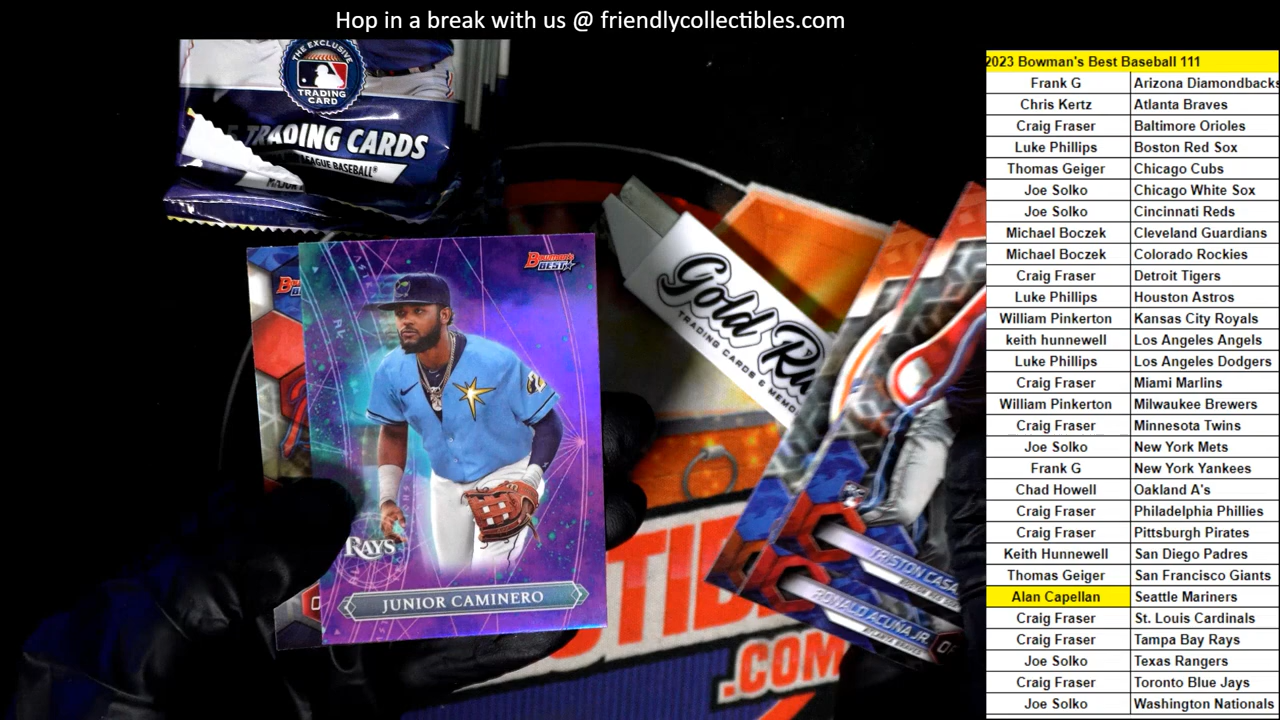 Hop in a break with us @ friendlycollectibles.com
THE EXCLUSIVE
TRADING
CARD
TRADING CARDS
LEAGUE BASEBALL®
BOWMAN'S
BEST
RAYS
JUNIOR CAMINERO
Gold Ru
TRADING CARDS & MEMO
TRISTON CASA
RONALD ACUÑA JR.
TIB
.COM
2023 Bowman's Best Baseball 111
Frank G Arizona Diamondbacks
Chris Kertz Atlanta Braves
Craig Fraser Baltimore Orioles
Luke Phillips Boston Red Sox
Thomas Geiger Chicago Cubs
Joe Solko Chicago White Sox
Joe Solko Cincinnati Reds
Michael Boczek Cleveland Guardians
Michael Boczek Colorado Rockies
Craig Fraser Detroit Tigers
Luke Phillips Houston Astros
William Pinkerton Kansas City Royals
keith hunnewell Los Angeles Angels
Luke Phillips Los Angeles Dodgers
Craig Fraser Miami Marlins
William Pinkerton Milwaukee Brewers
Craig Fraser Minnesota Twins
Joe Solko New York Mets
Frank G New York Yankees
Chad Howell Oakland A's
Craig Fraser Philadelphia Phillies
Craig Fraser Pittsburgh Pirates
Keith Hunnewell San Diego Padres
Thomas Geiger San Francisco Giants
Alan Capellan Seattle Mariners
Craig Fraser St. Louis Cardinals
Craig Fraser Tampa Bay Rays
Joe Solko Texas Rangers
Craig Fraser Toronto Blue Jays
Joe Solko Washington Nationals